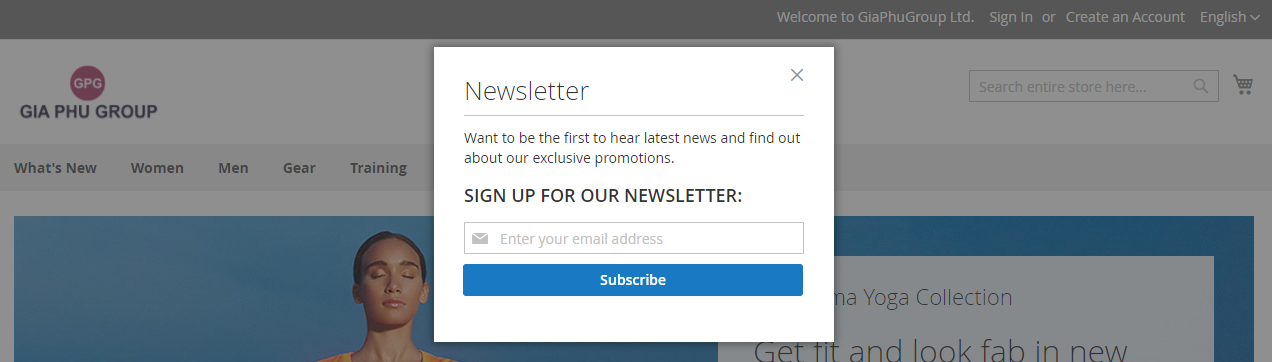 Welcome to GiaPhuGroup Ltd. Sign In or Create an Account English
GPG
GIA PHU GROUP
Search entire store here...
What's New Women Men Gear Training
Newsletter
Want to be the first to hear latest news and find out
about our exclusive promotions.
SIGN UP FOR OUR NEWSLETTER:
Enter your email address
Subscribe
Yoga Collection
Get fit and look fab in new